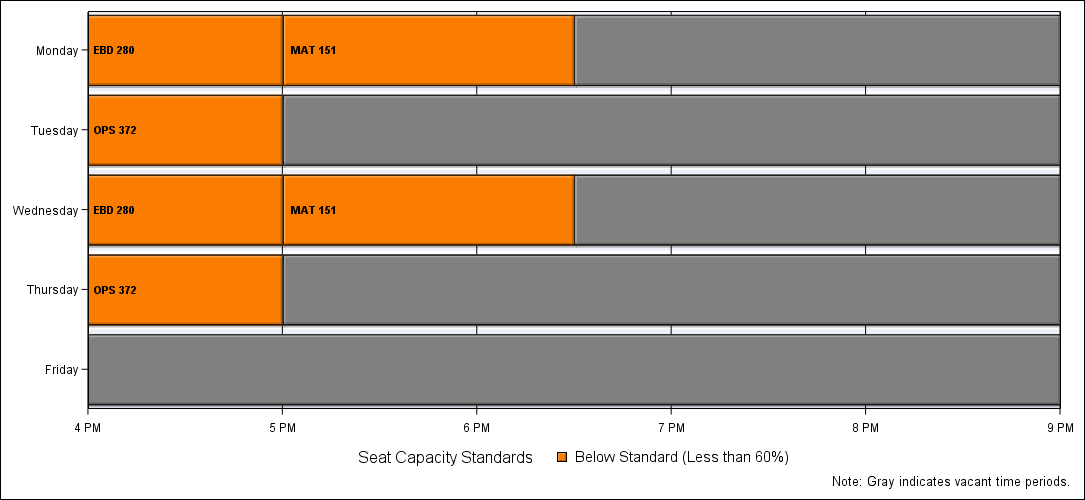 Monday EBD 280 MAT 151
Tuesday OPS 372
Wednesday EBD 280 MAT 151
Thursday OPS 372
Friday
4 PM 5 PM 6 PM 7 PM 8 PM 9 PM
Seat Capacity Standards Below Standard (Less than 60%)
Note: Gray indicates vacant time periods.